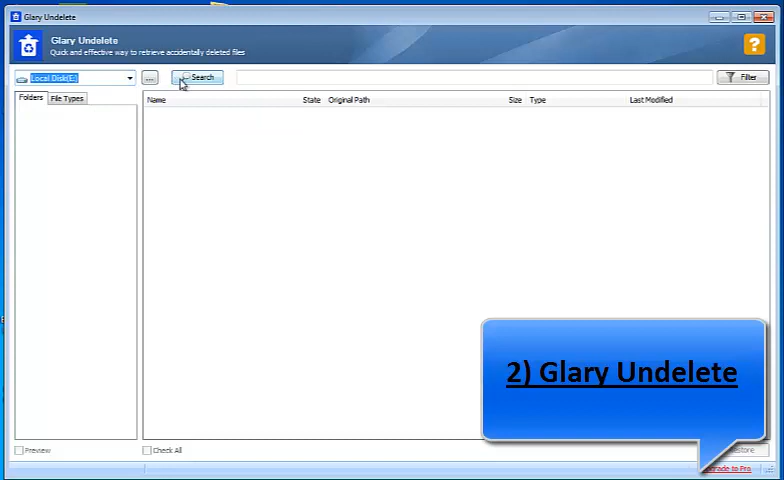 Glary Undelete
Glary Undelete
Quick and effective way to retrieve accidentally deleted files
?
Local Disk(E:) ... Search Filter
Folders File Types Name State Original Path Size Type Last Modified
2) Glary Undelete
Preview Check All